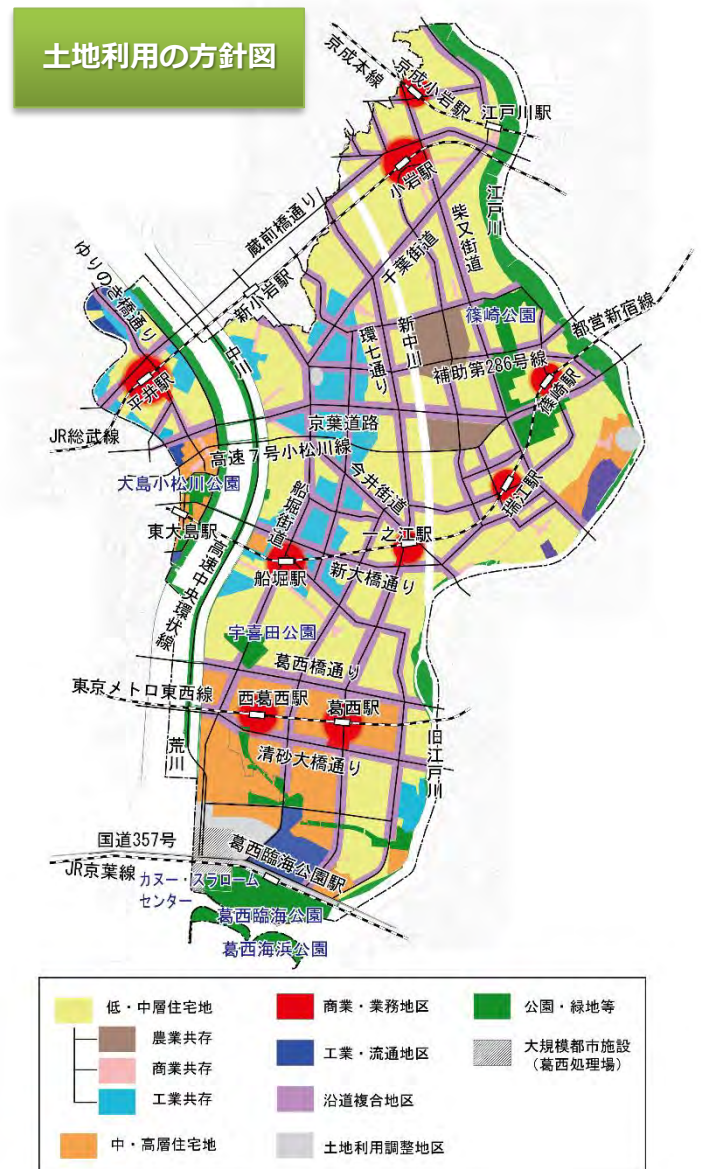 土地利用の方針図
京成本線
京成小岩駅
江戸川駅
小岩駅
江戸川
蔵前橋通り
柴又街道
千葉街道
ゆりのき橋通り
新小岩駅
中川
環七通り
新中川
篠崎公園
都営新宿線
補助第286号線
篠崎駅
平井駅
京葉道路
JR総武線
高速7号小松川線
大島小松川公園
船堀街道
今井街道
瑞江駅
東大島駅
一之江駅
高速中央環状線
船堀駅
新大橋通り
宇喜田公園
葛西橋通り
東京メトロ東西線
西葛西駅
葛西駅
荒川
清砂大橋通り
旧江戸川
国道357号
JR京葉線
葛西臨海公園駅
カヌー・スラローム
センター
葛西臨海公園
葛西海浜公園
低・中層住宅地
商業・業務地区
公園・緑地等
農業共存
工業・流通地区
大規模都市施設
（葛西処理場）
商業共存
工業共存
沿道複合地区
中・高層住宅地
土地利用調整地区